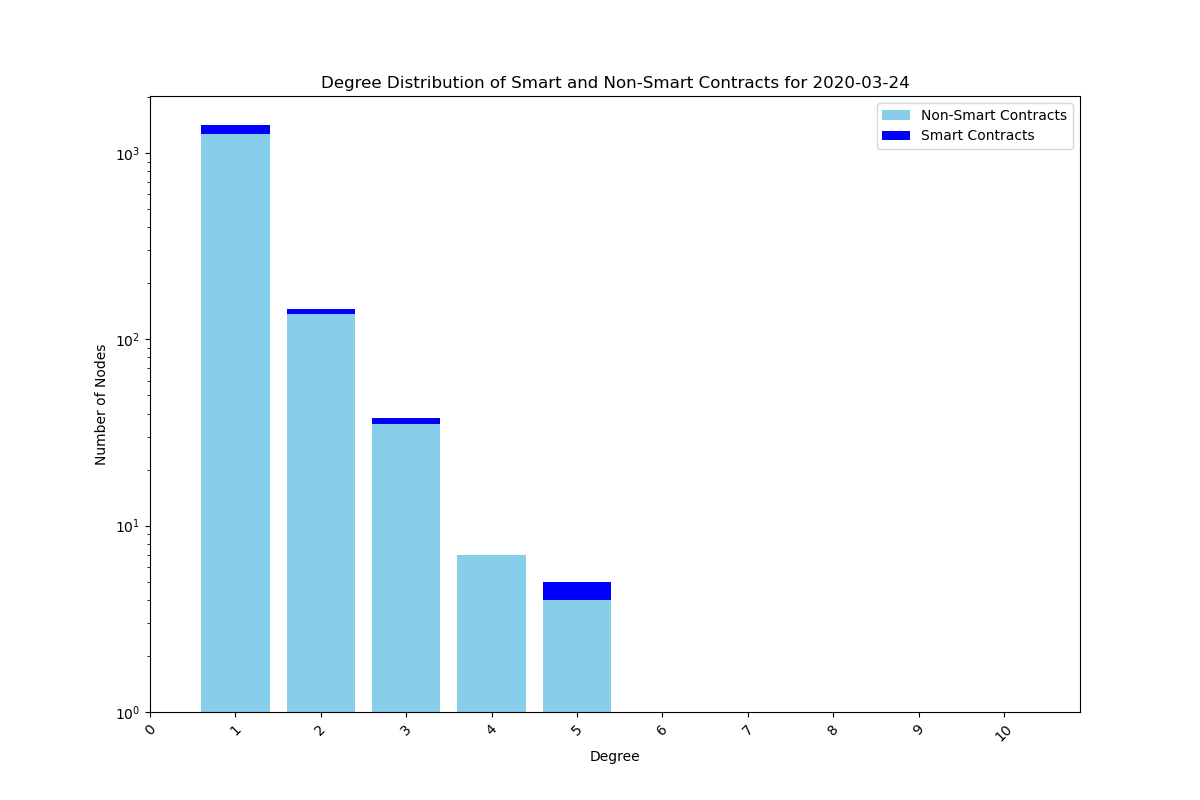 Degree Distribution of Smart and Non-Smart Contracts for 2020-03-24
Non-Smart Contracts
Smart Contracts
Number of Nodes
10³
10²
10¹
10⁰
0 1 2 3 4 5 6 7 8 9 10
Degree